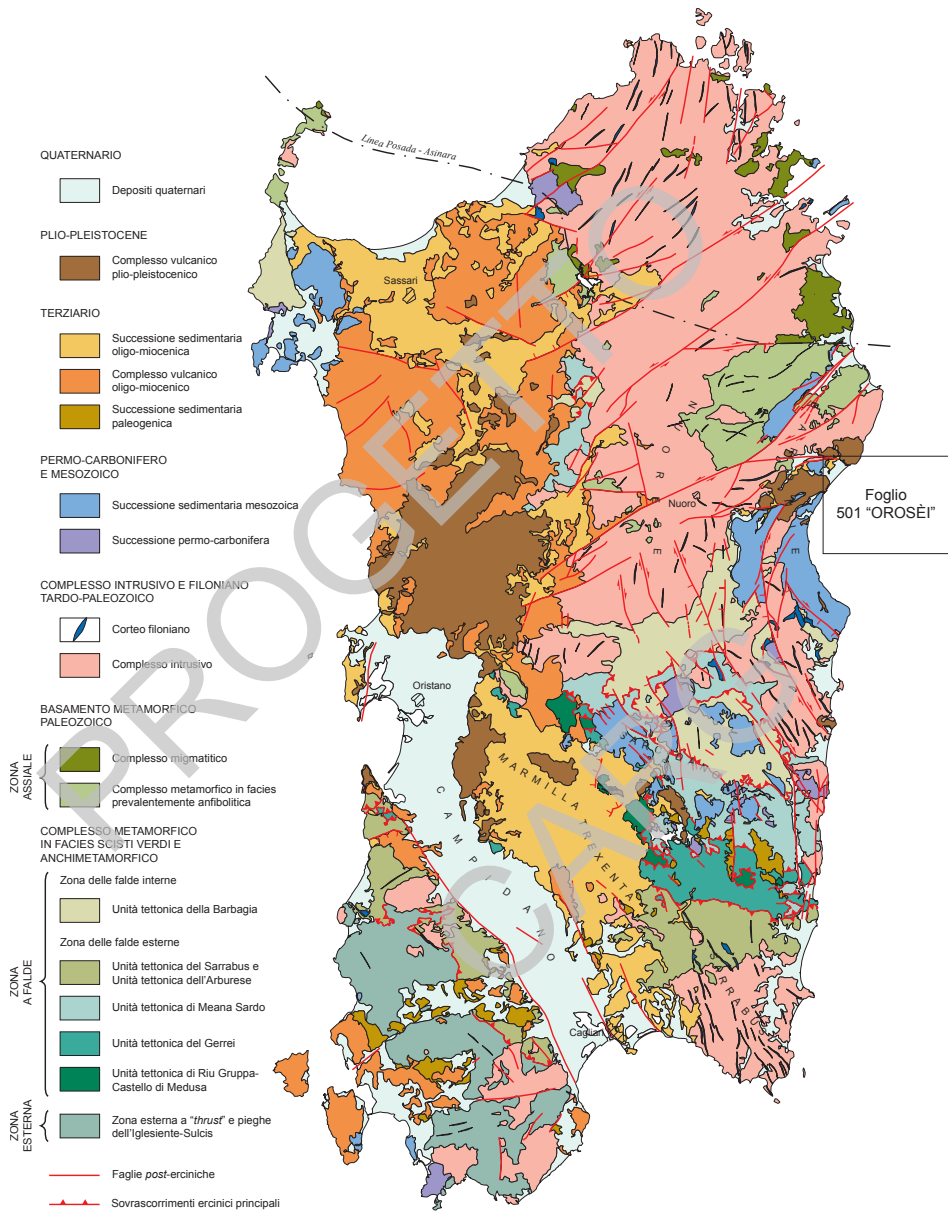 QUATERNARIO
Depositi quaternari
PLIO-PLEISTOCENE
Complesso vulcanico
plio-pleistocenico
TERZIARIO
Successione sedimentaria
oligo-miocenica
Complesso vulcanico
oligo-miocenico
Successione sedimentaria
paleogenica
PERMO-CARBONIFERO
E MESOZOICO
Successione sedimentaria mesozoica
Successione permo-carbonifera
COMPLESSO INTRUSIVO E FILONIANO
TARDO-PALEOZOICO
Corteo filoniano
Complesso intrusivo
BASAMENTO METAMORFICO
PALEOZOICO
ZONA
ASSIALE
Complesso migmatitico
Complesso metamorfico in facies
prevalentemente anfibolitica
COMPLESSO METAMORFICO
IN FACIES SCISTI VERDI E
ANCHIMETAMORFICO
ZONA
A FALDE
Zona delle falde interne
Unità tettonica della Barbagia
Zona delle falde esterne
Unità tettonica del Sarrabus e
Unità tettonica dell'Arburese
Unità tettonica di Meana Sardo
Unità tettonica del Gerrei
Unità tettonica di Riu Gruppa-
Castello di Medusa
ZONA
ESTERNA
Zona esterna a "thrust" e pieghe
dell'Iglesiente-Sulcis
Faglie post-erciniche
Sovrascorrimenti ercinici principali
Linea Posada - Asinara
Sassari
Nuoro
Foglio
501 "OROSÈI"
Oristano
MARMILLA
TREXENTA
CAMPIDANO
SARRABUS
Cagliari
PROGETTO
CARG